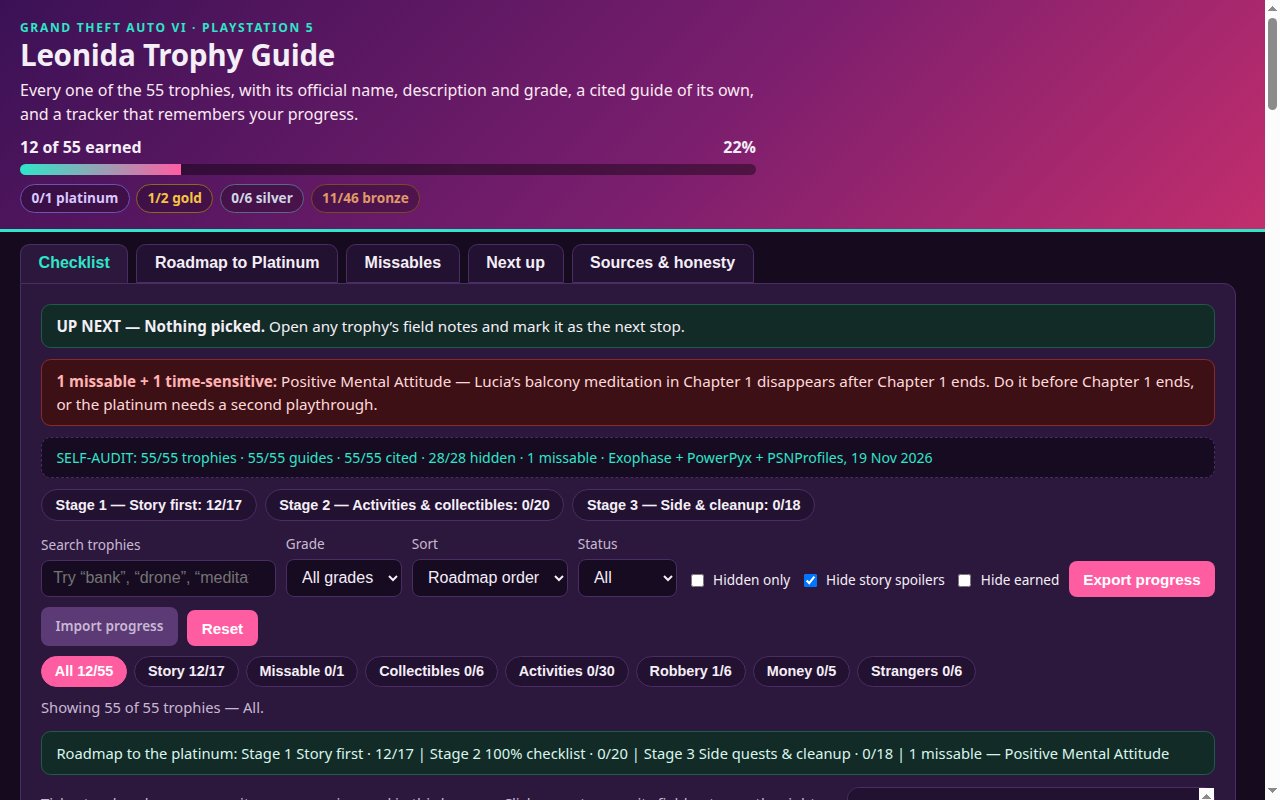 GRAND THEFT AUTO VI · PLAYSTATION 5
Leonida Trophy Guide
Every one of the 55 trophies, with its official name, description and grade, a cited guide of its own,
and a tracker that remembers your progress.
12 of 55 earned 22%
0/1 platinum 1/2 gold 0/6 silver 11/46 bronze
Checklist Roadmap to Platinum Missables Next up Sources & honesty
UP NEXT — Nothing picked. Open any trophy’s field notes and mark it as the next stop.
1 missable + 1 time-sensitive: Positive Mental Attitude — Lucia’s balcony meditation in Chapter 1 disappears after Chapter 1 ends. Do it before Chapter 1 ends,
or the platinum needs a second playthrough.
SELF-AUDIT: 55/55 trophies · 55/55 guides · 55/55 cited · 28/28 hidden · 1 missable · Exophase + PowerPyx + PSNProfiles, 19 Nov 2026
Stage 1 — Story first: 12/17 Stage 2 — Activities & collectibles: 0/20 Stage 3 — Side & cleanup: 0/18
Search trophies Grade Sort Status
Try “bank”, “drone”, “medita All grades Roadmap order All Hidden only Hide story spoilers Hide earned Export progress
Import progress Reset
All 12/55 Story 12/17 Missable 0/1 Collectibles 0/6 Activities 0/30 Robbery 1/6 Money 0/5 Strangers 0/6
Showing 55 of 55 trophies — All.
Roadmap to the platinum: Stage 1 Story first · 12/17 | Stage 2 100% checklist · 0/20 | Stage 3 Side quests & cleanup · 0/18 | 1 missable — Positive Mental Attitude